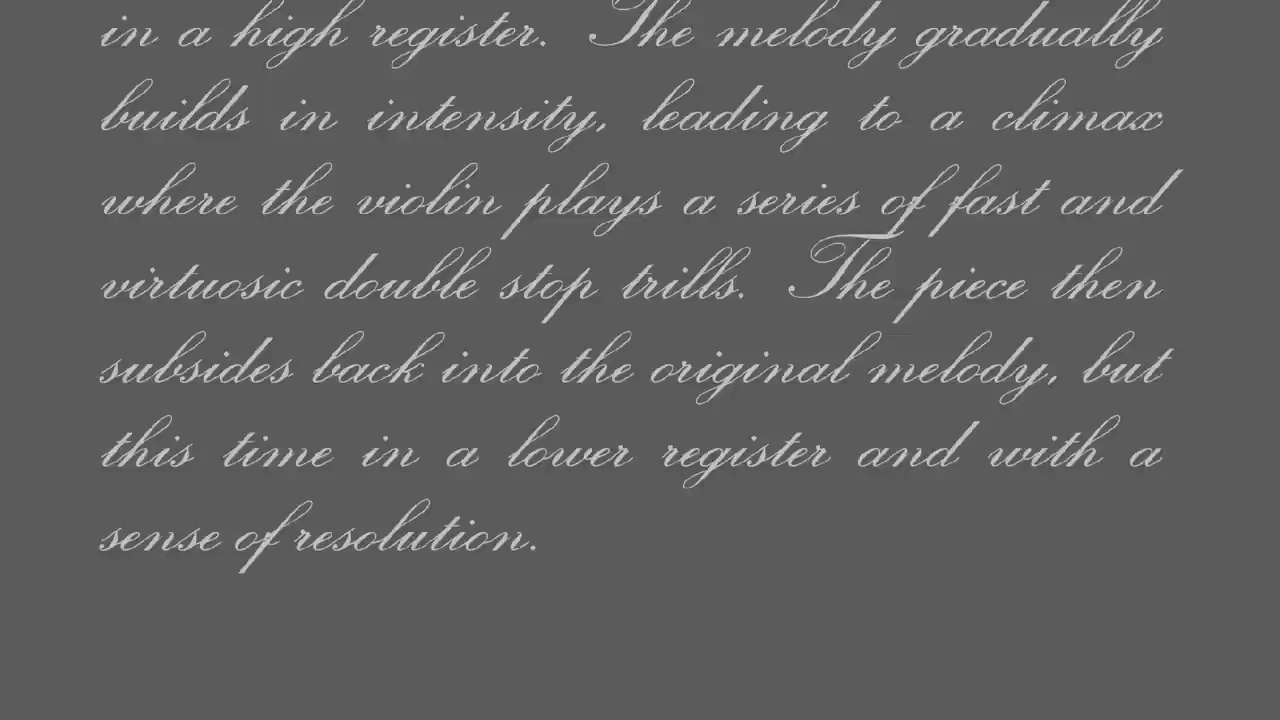 in a high register. The melody gradually
builds in intensity, leading to a climax
where the violin plays a series of fast and
virtuosic double stop trills. The piece then
subsides back into the original melody, but
this time in a lower register and with a
sense of resolution.